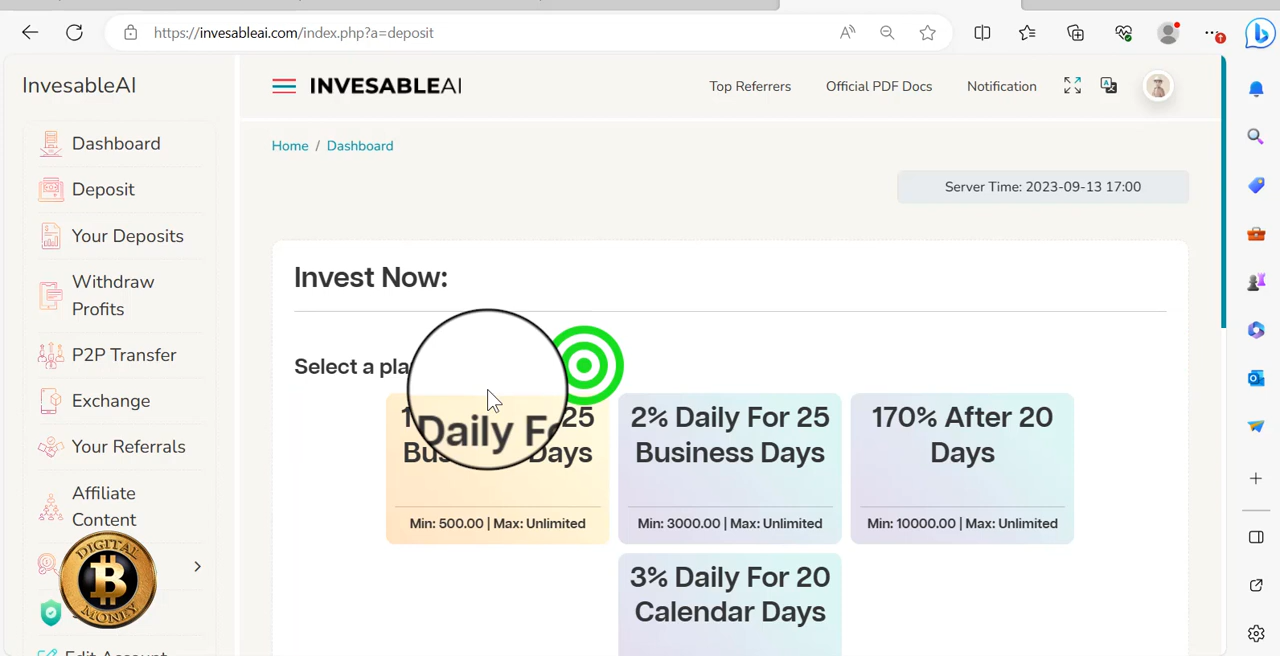 https://invesableai.com/index.php?a=deposit
InvesableAI
INVESABLEAI
Top Referrers
Official PDF Docs
Notification
Dashboard
Deposit
Your Deposits
Withdraw
Profits
P2P Transfer
Exchange
Your Referrals
Affiliate
Content
Edit Account
DIGITAL
MONEY
Home / Dashboard
Server Time: 2023-09-13 17:00
Invest Now:
Select a pla
Daily Fo
25
Days
Min: 500.00 | Max: Unlimited
2% Daily For 25
Business Days
Min: 3000.00 | Max: Unlimited
170% After 20
Days
Min: 10000.00 | Max: Unlimited
3% Daily For 20
Calendar Days